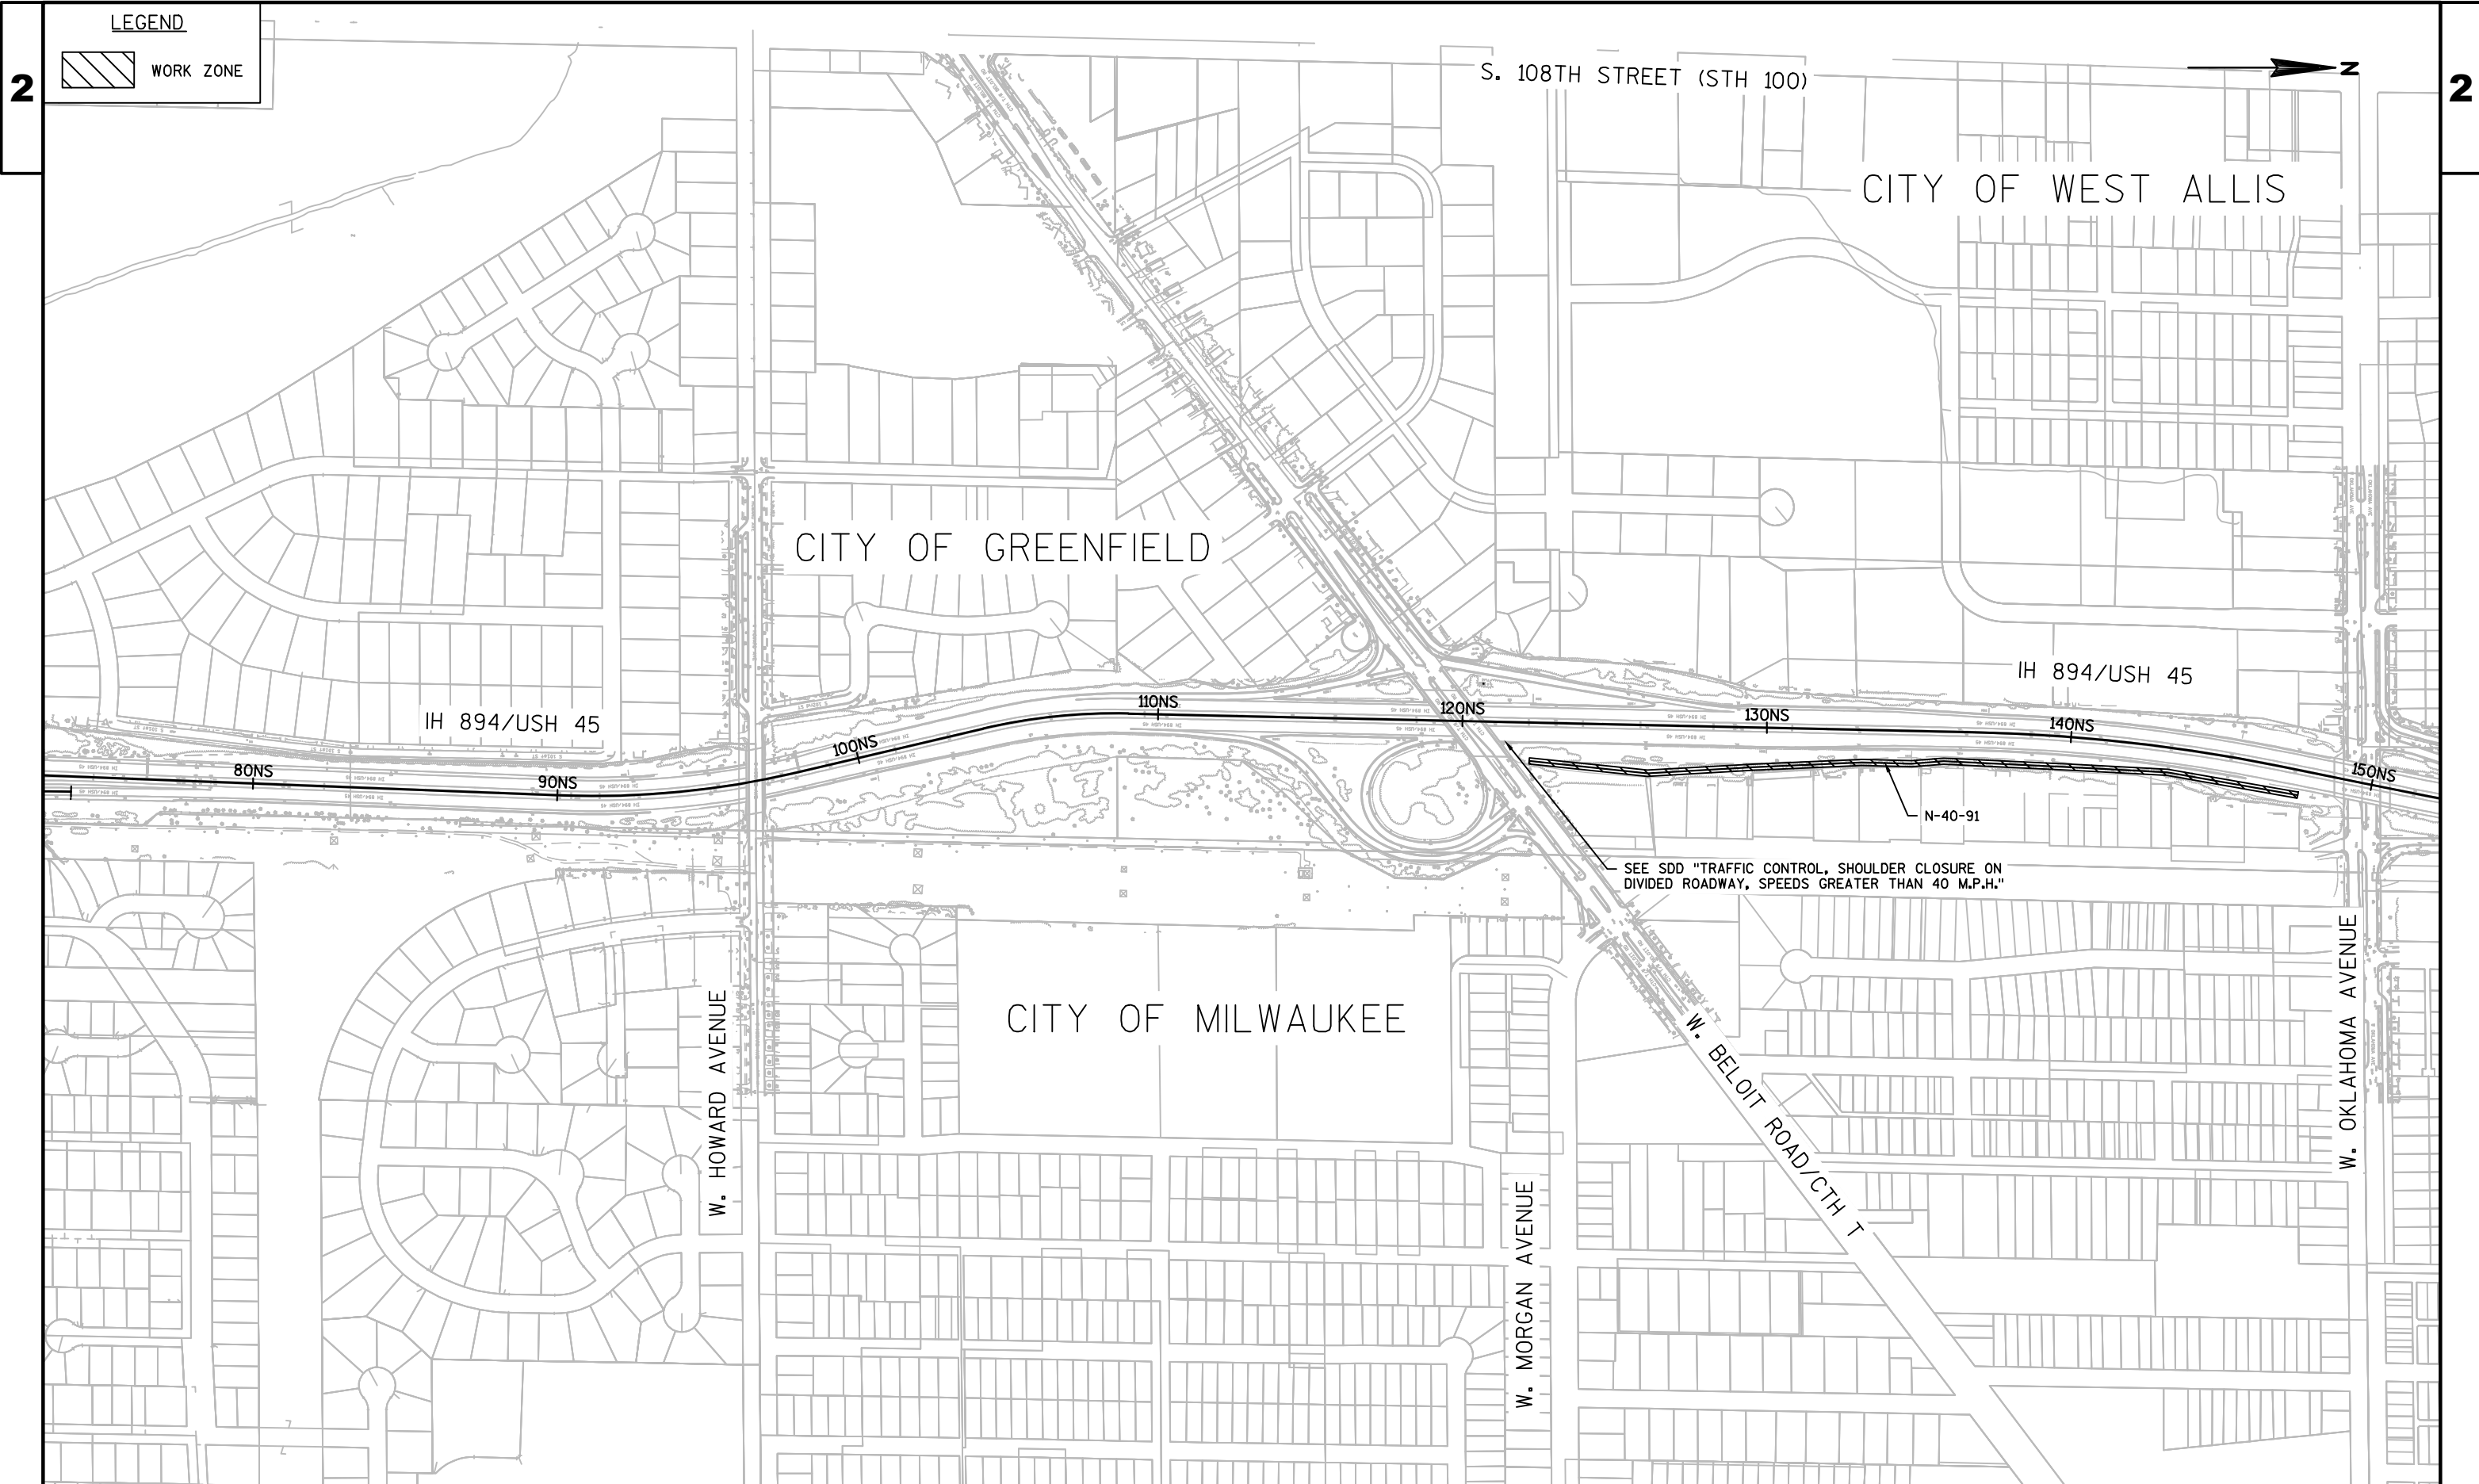 LEGEND
WORK ZONE
2
2
S. 108TH STREET (STH 100)
N
CITY OF WEST ALLIS
CITY OF GREENFIELD
IH 894/USH 45
IH 894/USH 45
80NS
90NS
100NS
110NS
120NS
130NS
140NS
150NS
N-40-91
SEE SDD "TRAFFIC CONTROL, SHOULDER CLOSURE ON
DIVIDED ROADWAY, SPEEDS GREATER THAN 40 M.P.H."
CITY OF MILWAUKEE
W. HOWARD AVENUE
W. MORGAN AVENUE
W. BELOIT ROAD/CTH T
W. OKLAHOMA AVENUE